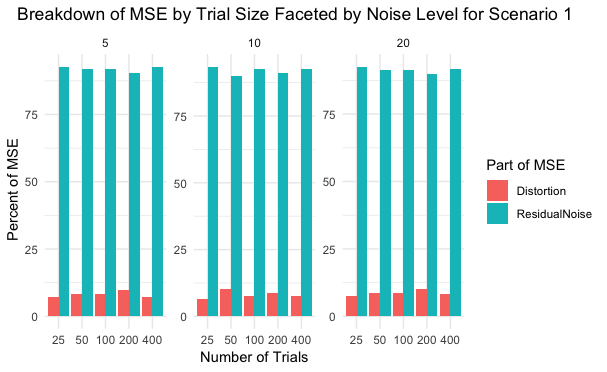 Breakdown of MSE by Trial Size Faceted by Noise Level for Scenario 1
5 10 20
Percent of MSE
75 75 75
50 50 50
25 25 25
0 0 0
25 50 100 200 400 25 50 100 200 400 25 50 100 200 400
Number of Trials
Part of MSE
Distortion
ResidualNoise